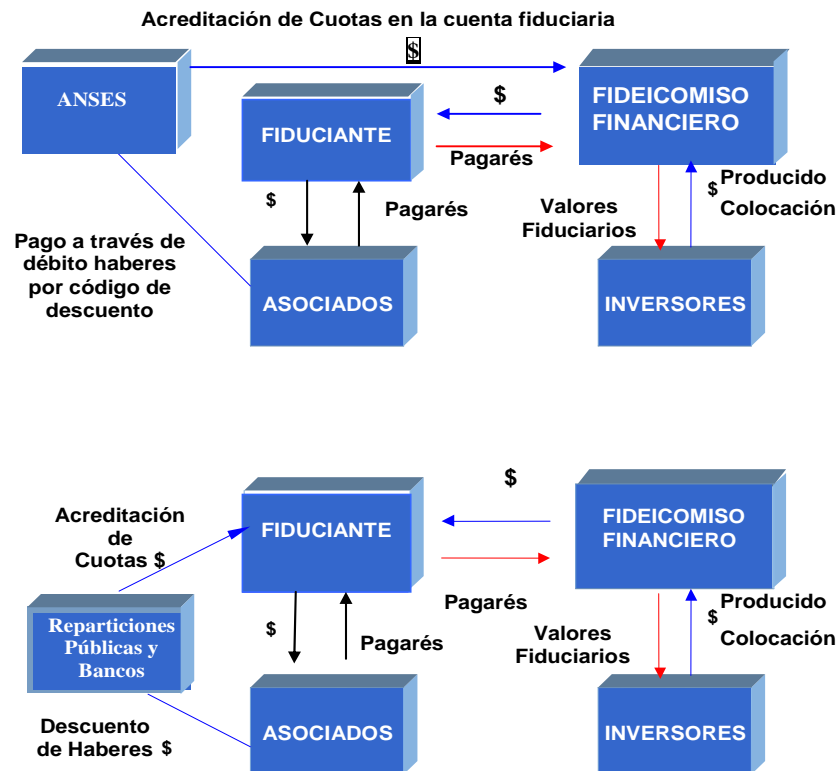 Acreditación de Cuotas en la cuenta fiduciaria
$
ANSES
$
FIDEICOMISO
FINANCIERO
FIDUCIANTE
Pagarés
$
Pagarés
Valores
Fiduciarios
$ Producido
Colocación
Pago a través de
débito haberes
por código de
descuento
ASOCIADOS
INVERSORES
$
FIDUCIANTE
FIDEICOMISO
FINANCIERO
Acreditación
de
Cuotas $
Pagarés
Reparticiones
Públicas y
Bancos
$
Pagarés
Valores
Fiduciarios
$ Producido
Colocación
Descuento
de Haberes $
ASOCIADOS
INVERSORES